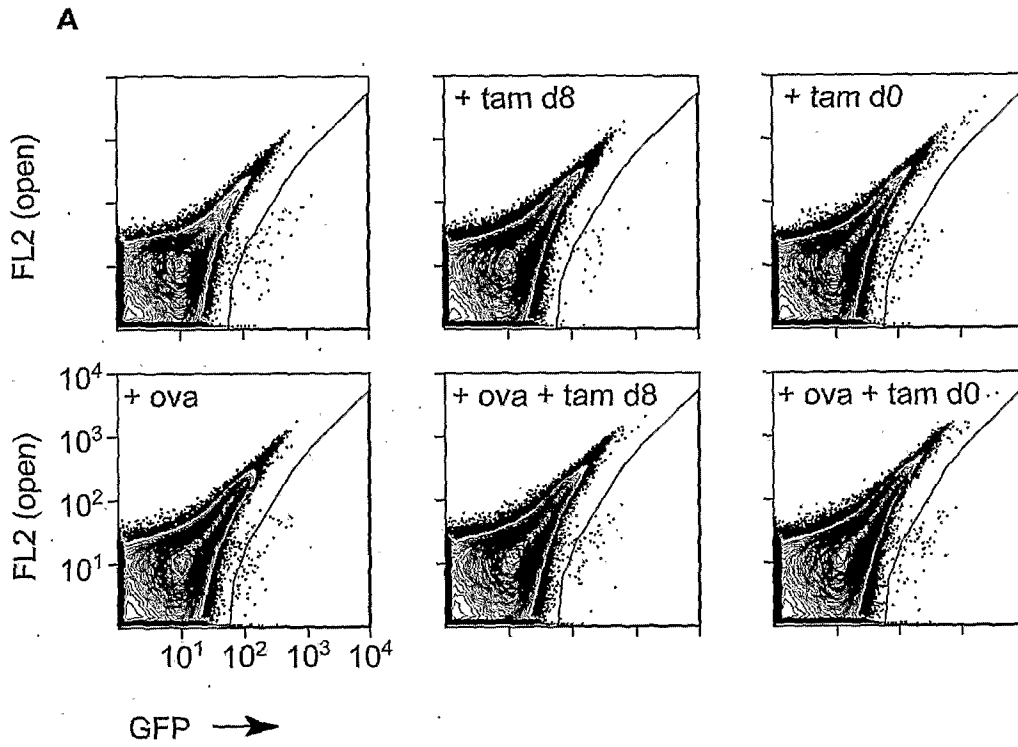 A
+ tam d8
+ tam d0
FL2 (open)
+ ova
+ ova + tam d8
+ ova + tam d0
FL2 (open)
10⁴
10³
10²
10¹
10¹ 10² 10³ 10⁴
GFP